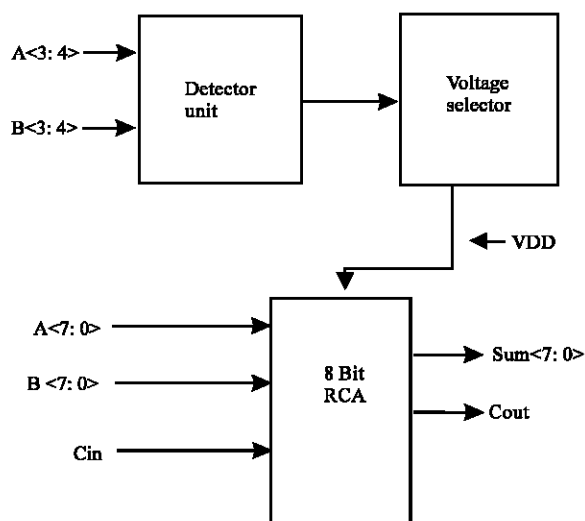 A<3: 4>
Detector
unit
Voltage
selector
B<3: 4>
VDD
A<7: 0>
Sum<7: 0>
8 Bit
RCA
B <7: 0>
Cout
Cin